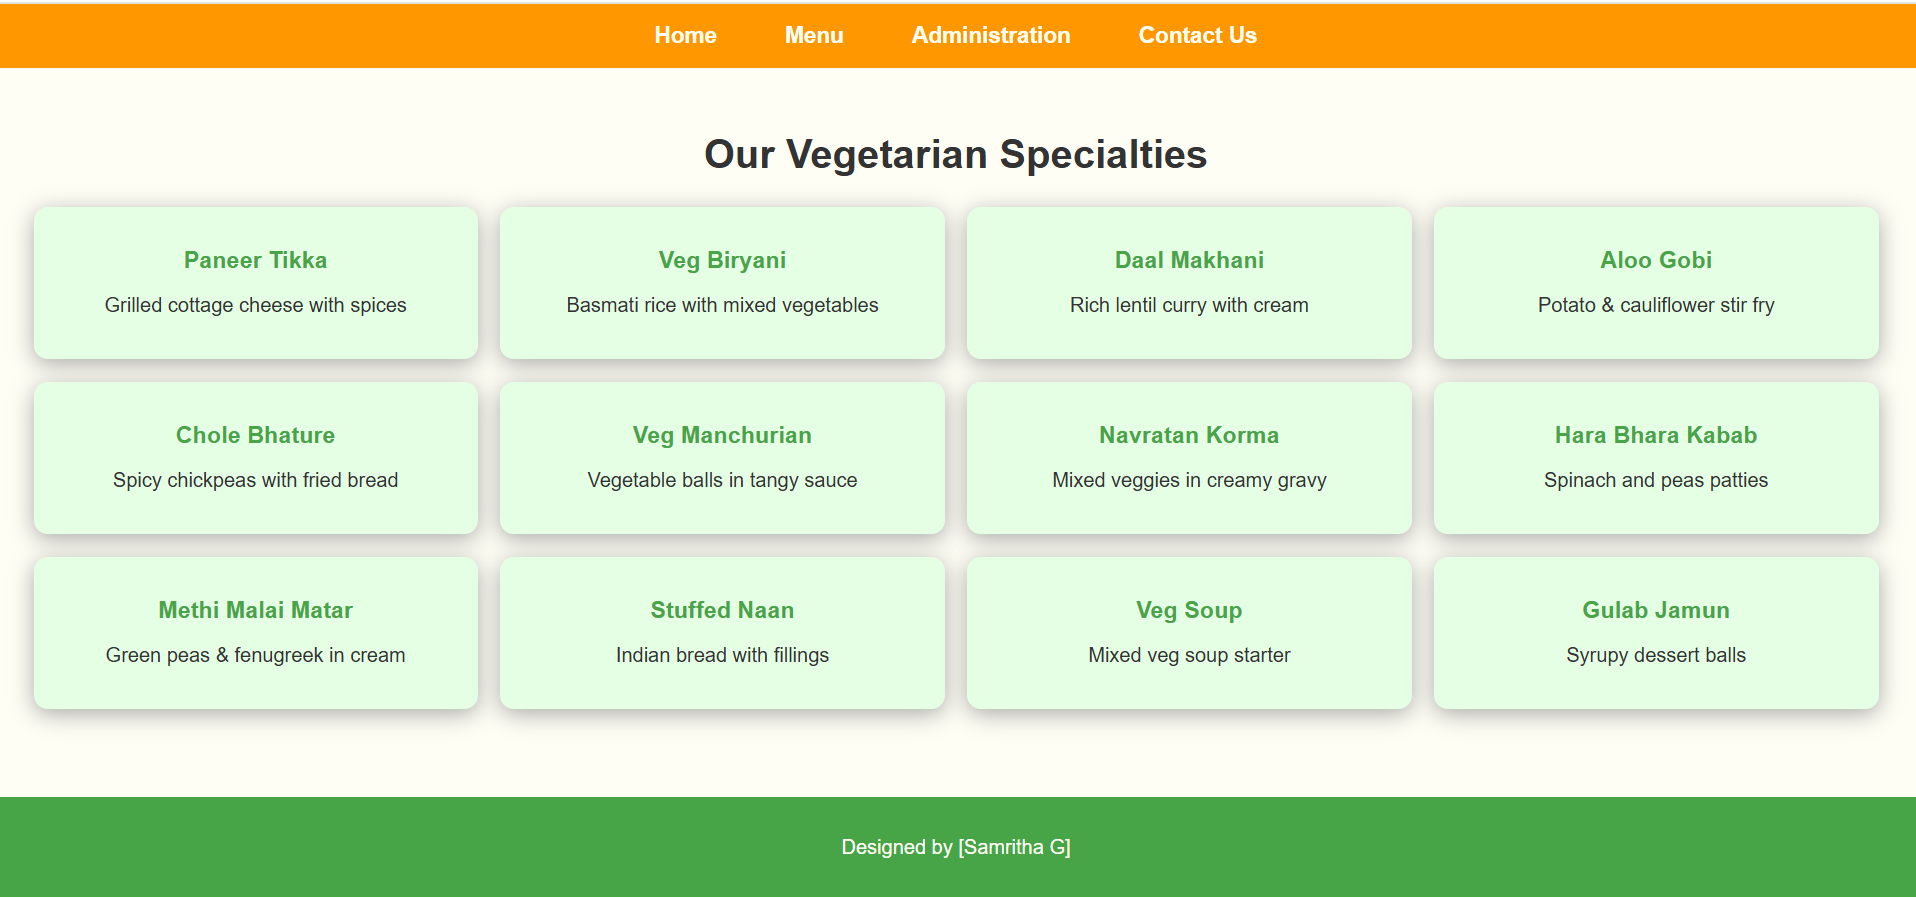 Home Menu Administration Contact Us
Our Vegetarian Specialties
Paneer Tikka
Grilled cottage cheese with spices
Veg Biryani
Basmati rice with mixed vegetables
Daal Makhani
Rich lentil curry with cream
Aloo Gobi
Potato & cauliflower stir fry
Chole Bhature
Spicy chickpeas with fried bread
Veg Manchurian
Vegetable balls in tangy sauce
Navratan Korma
Mixed veggies in creamy gravy
Hara Bhara Kabab
Spinach and peas patties
Methi Malai Matar
Green peas & fenugreek in cream
Stuffed Naan
Indian bread with fillings
Veg Soup
Mixed veg soup starter
Gulab Jamun
Syrupy dessert balls
Designed by [Samritha G]